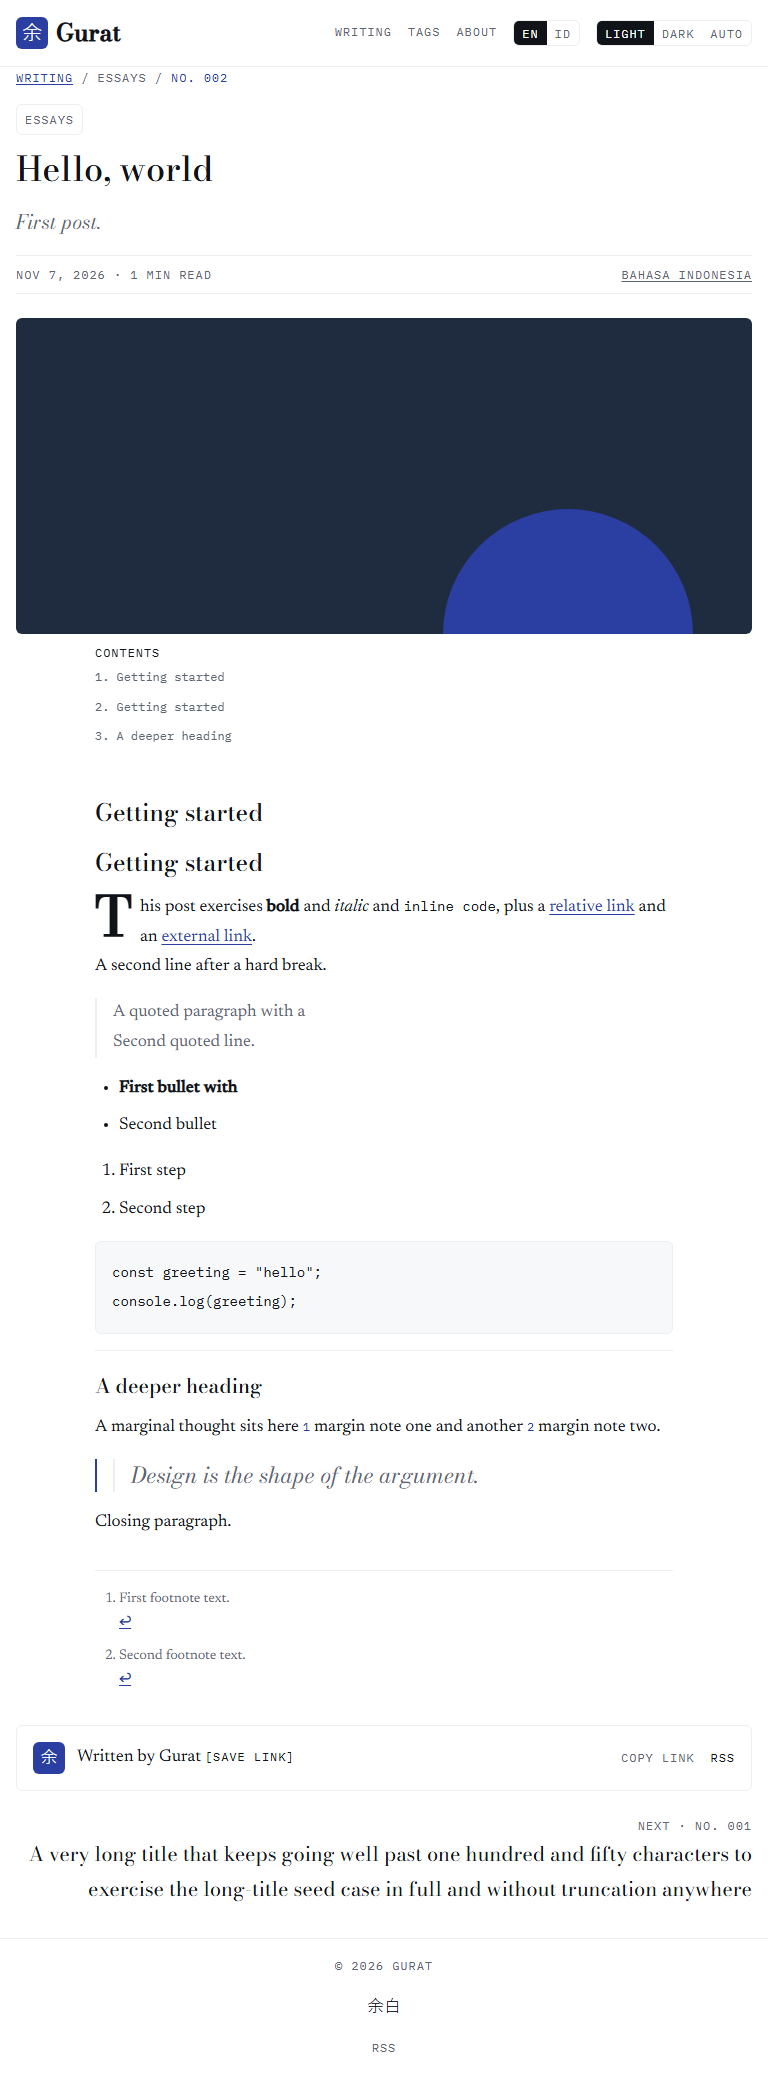 余 Gurat WRITING TAGS ABOUT EN ID LIGHT DARK AUTO
WRITING / ESSAYS / NO. 002
ESSAYS
Hello, world
First post.
NOV 7, 2026 · 1 MIN READ BAHASA INDONESIA
CONTENTS
1. Getting started
2. Getting started
3. A deeper heading
Getting started
Getting started
This post exercises bold and italic and inline code, plus a relative link and
an external link.
A second line after a hard break.
A quoted paragraph with a
Second quoted line.
• First bullet with
• Second bullet
1. First step
2. Second step
const greeting = "hello";
console.log(greeting);
A deeper heading
A marginal thought sits here 1 margin note one and another 2 margin note two.
Design is the shape of the argument.
Closing paragraph.
1. First footnote text.
↩
2. Second footnote text.
↩
余 Written by Gurat [SAVE LINK] COPY LINK RSS
NEXT · NO. 001
A very long title that keeps going well past one hundred and fifty characters to
exercise the long-title seed case in full and without truncation anywhere
© 2026 GURAT
余白
RSS